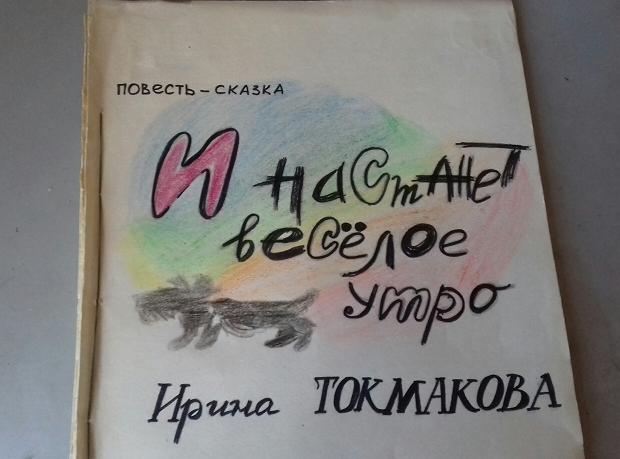 повесть – сказка
И настанет
весёлое
утро
Ирина ТОКМАКОВА